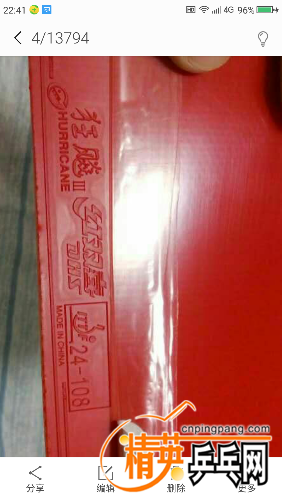 22:41
4G 96%
4/13794
狂飚 III
HURRICANE
红双喜
DHS
24-108
MADE IN CHINA
cnpingpang.com
精英乒乓网
分享
编辑
删除
更多